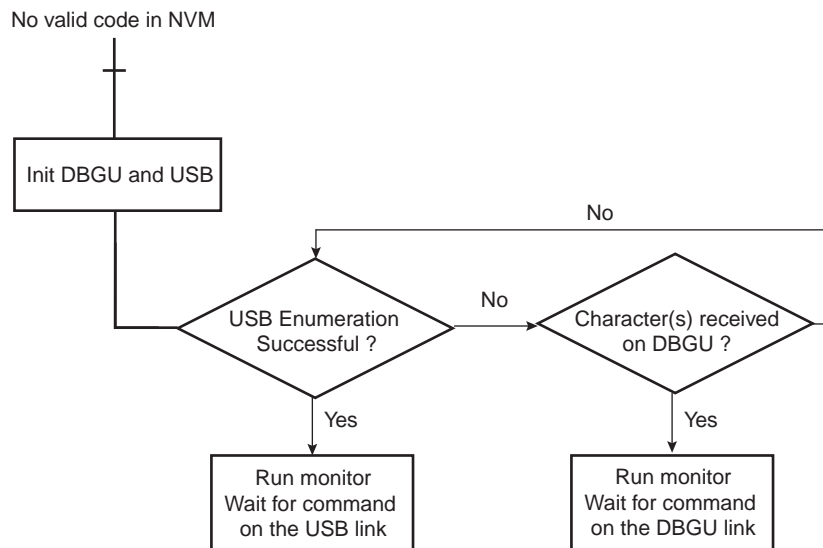 No valid code in NVM
Init DBGU and USB
No
USB Enumeration
Successful ?
No
Character(s) received
on DBGU ?
Yes
Yes
Run monitor
Wait for command
on the USB link
Run monitor
Wait for command
on the DBGU link